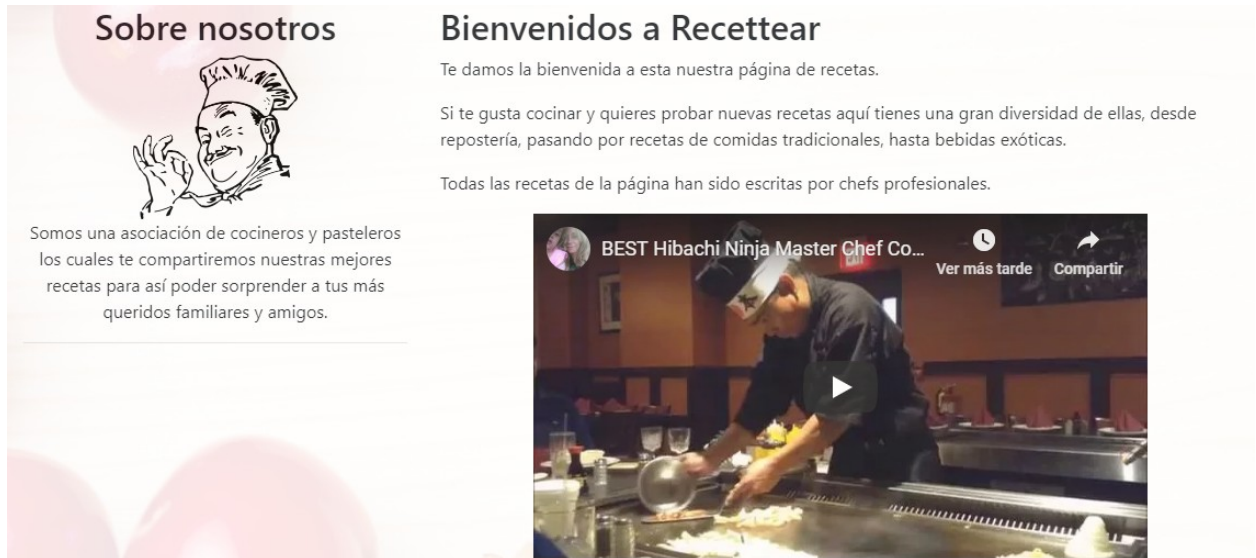 Sobre nosotros
Somos una asociación de cocineros y pasteleros
los cuales te compartiremos nuestras mejores
recetas para así poder sorprender a tus más
queridos familiares y amigos.
Bienvenidos a Recettear
Te damos la bienvenida a esta nuestra página de recetas.
Si te gusta cocinar y quieres probar nuevas recetas aquí tienes una gran diversidad de ellas, desde
repostería, pasando por recetas de comidas tradicionales, hasta bebidas exóticas.
Todas las recetas de la página han sido escritas por chefs profesionales.
BEST Hibachi Ninja Master Chef Co...
Ver más tarde
Compartir
EXIT